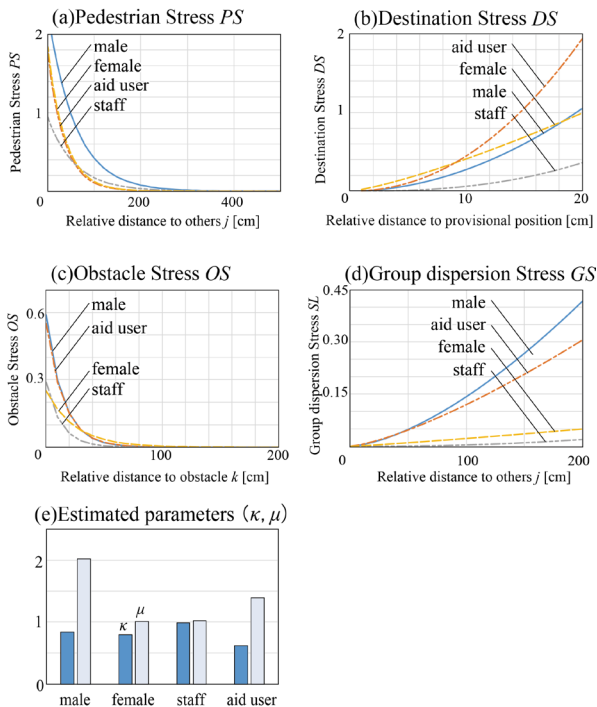 (a)Pedestrian Stress PS
2
1
0
Pedestrian Stress PS
male
female
aid user
staff
0
200
400
Relative distance to others j [cm]
(b)Destination Stress DS
2
1
0
Destination Stress DS
aid user
female
male
staff
0
10
20
Relative distance to provisional position [cm]
(c)Obstacle Stress OS
0.6
0.3
Obstacle Stress OS
male
aid user
female
staff
0
100
200
Relative distance to obstacle k [cm]
(d)Group dispersion Stress GS
0.45
0.30
0.15
Group dispersion Stress SL
male
aid user
female
staff
0
100
200
Relative distance to others j [cm]
(e)Estimated parameters (κ, μ)
2
1
0
κ
μ
male
female
staff
aid user